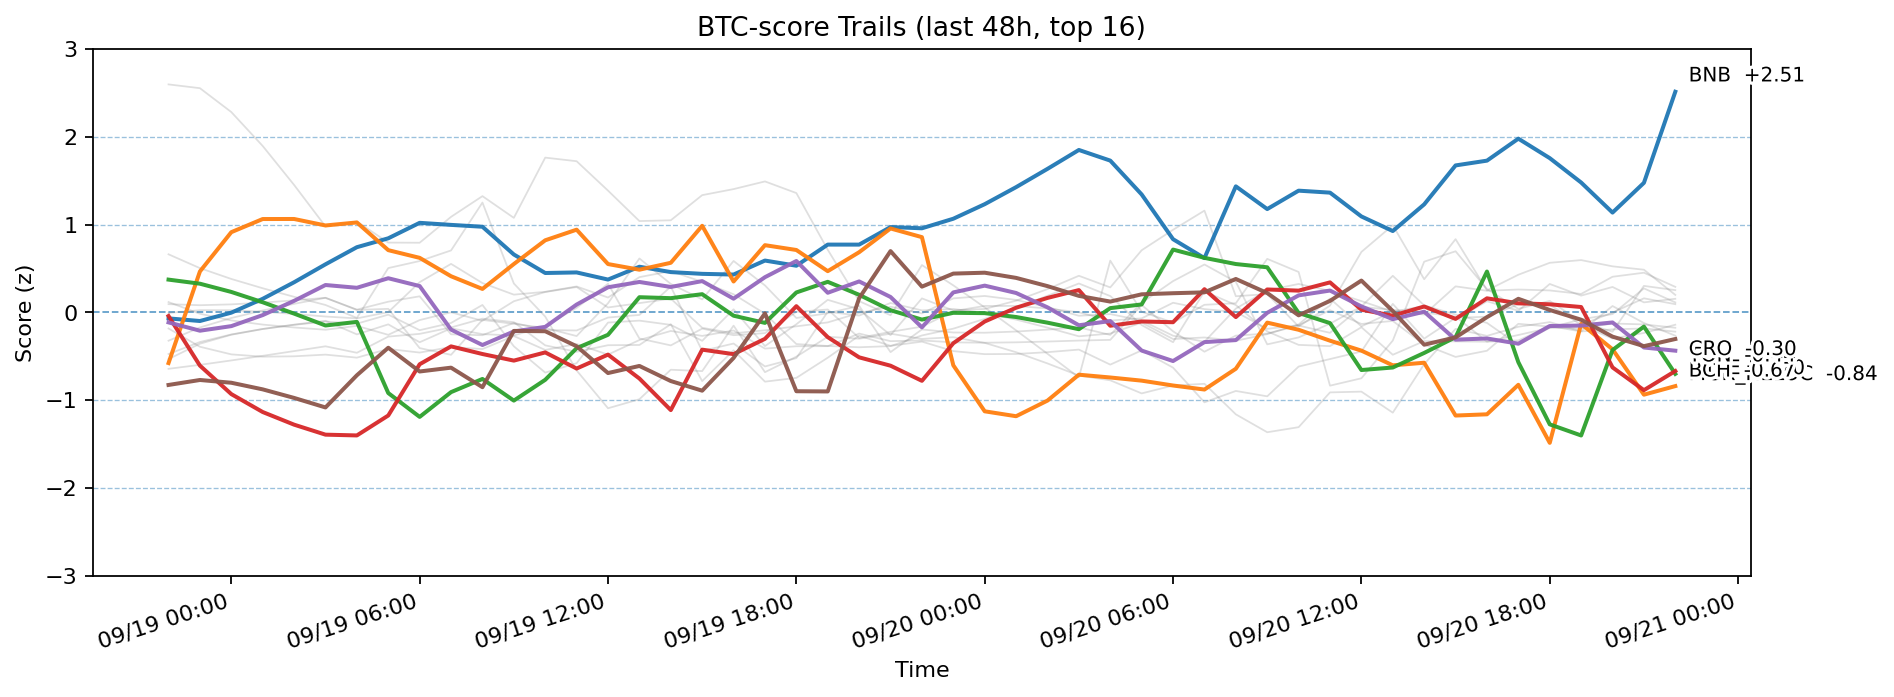 BTC-score Trails (last 48h, top 16)
Score (z)
3
2
1
0
−1
−2
−3
BNB +2.51
CRO -0.30
BCH -0.67
-0.84
09/19 00:00
09/19 06:00
09/19 12:00
09/19 18:00
09/20 00:00
09/20 06:00
09/20 12:00
09/20 18:00
09/21 00:00
Time